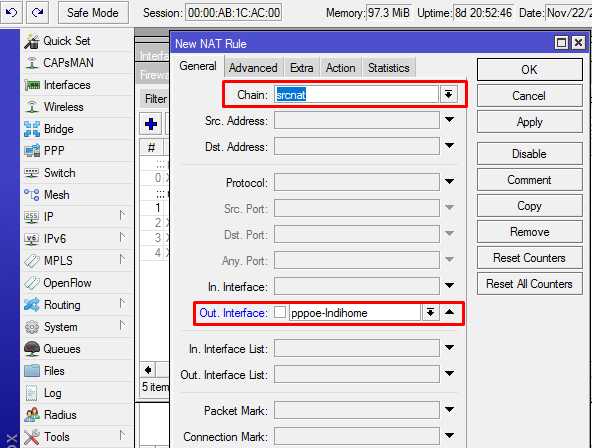 Safe Mode Session: 00:00:AB:1C:AC:00 Memory: 97.3 MiB Uptime: 8d 20:52:46 Date: Nov/22/2
Quick Set
CAPsMAN
Interfaces
Wireless
Bridge
PPP
Switch
Mesh
IP
IPv6
MPLS
OpenFlow
Routing
System
Queues
Files
Log
Radius
Tools
Interfa
Firewa
Filter
#
::: 
0 X
::: 
1
2 X
3 X
4 X
5 item
New NAT Rule
General Advanced Extra Action Statistics
Chain: srcnat
Src. Address:
Dst. Address:
Protocol:
Src. Port:
Dst. Port:
Any. Port:
In. Interface:
Out. Interface: pppoe-Indihome
In. Interface List:
Out. Interface List:
Packet Mark:
Connection Mark:
OK
Cancel
Apply
Disable
Comment
Copy
Remove
Reset Counters
Reset All Counters